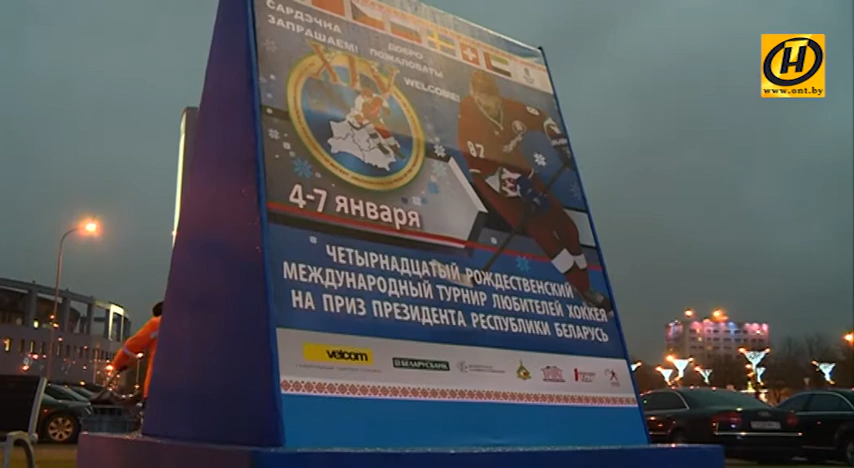 САРДЭЧНА
ЗАПРАШАЕМ!
ДОБРО
ПОЖАЛОВАТЬ!
WELCOME!
XIV
87
4-7 января
ЧЕТЫРНАДЦАТЫЙ РОЖДЕСТВЕНСКИЙ
МЕЖДУНАРОДНЫЙ ТУРНИР ЛЮБИТЕЛЕЙ ХОККЕЯ
НА ПРИЗ ПРЕЗИДЕНТА РЕСПУБЛИКИ БЕЛАРУСЬ
velcom
БЕЛАРУСБАНК
ОНТ
www.ont.by